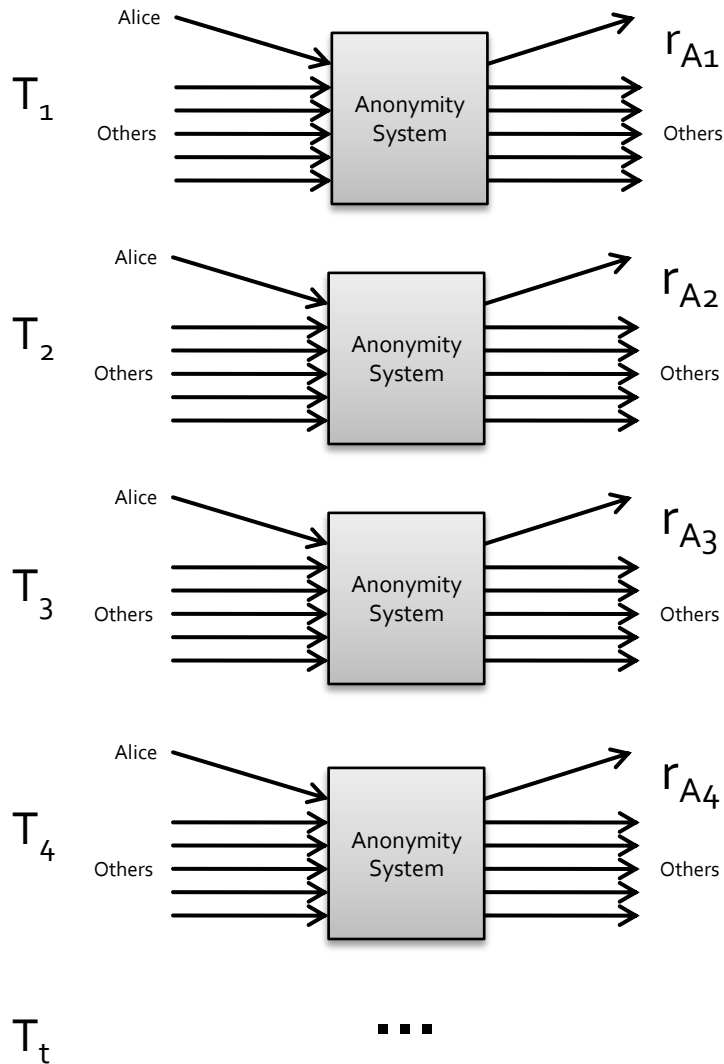 Alice
T₁
Anonymity
System
r_A1
Others
Others
Alice
T₂
Anonymity
System
r_A2
Others
Others
Alice
T₃
Anonymity
System
r_A3
Others
Others
Alice
T₄
Anonymity
System
r_A4
Others
Others
Tₜ
...